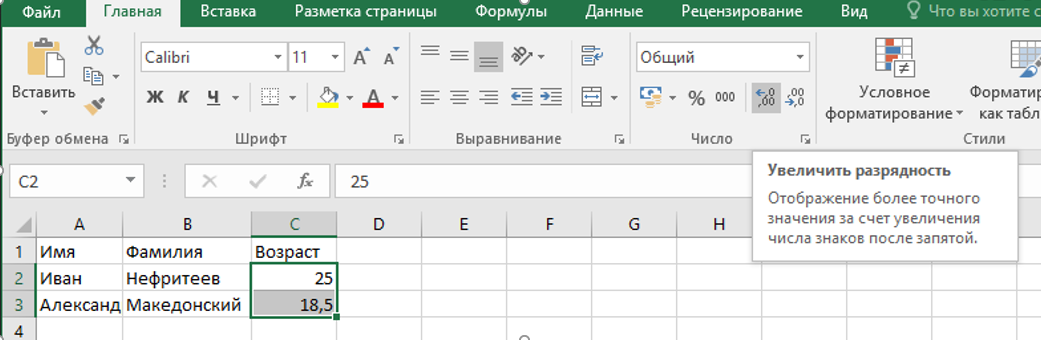 Файл Главная Вставка Разметка страницы Формулы Данные Рецензирование Вид Что вы хотите с
Calibri 11 А А Общий
Вставить Ж К Ч А % 000 Условное форматирование Форматир как табл
Буфер обмена Шрифт Выравнивание Число Стили
C2 fx 25
Увеличить разрядность
Отображение более точного
значения за счет увеличения
числа знаков после запятой.
A B C D E F G H
1 Имя Фамилия Возраст
2 Иван Нефритеев 25
3 Александ Македонский 18,5
4